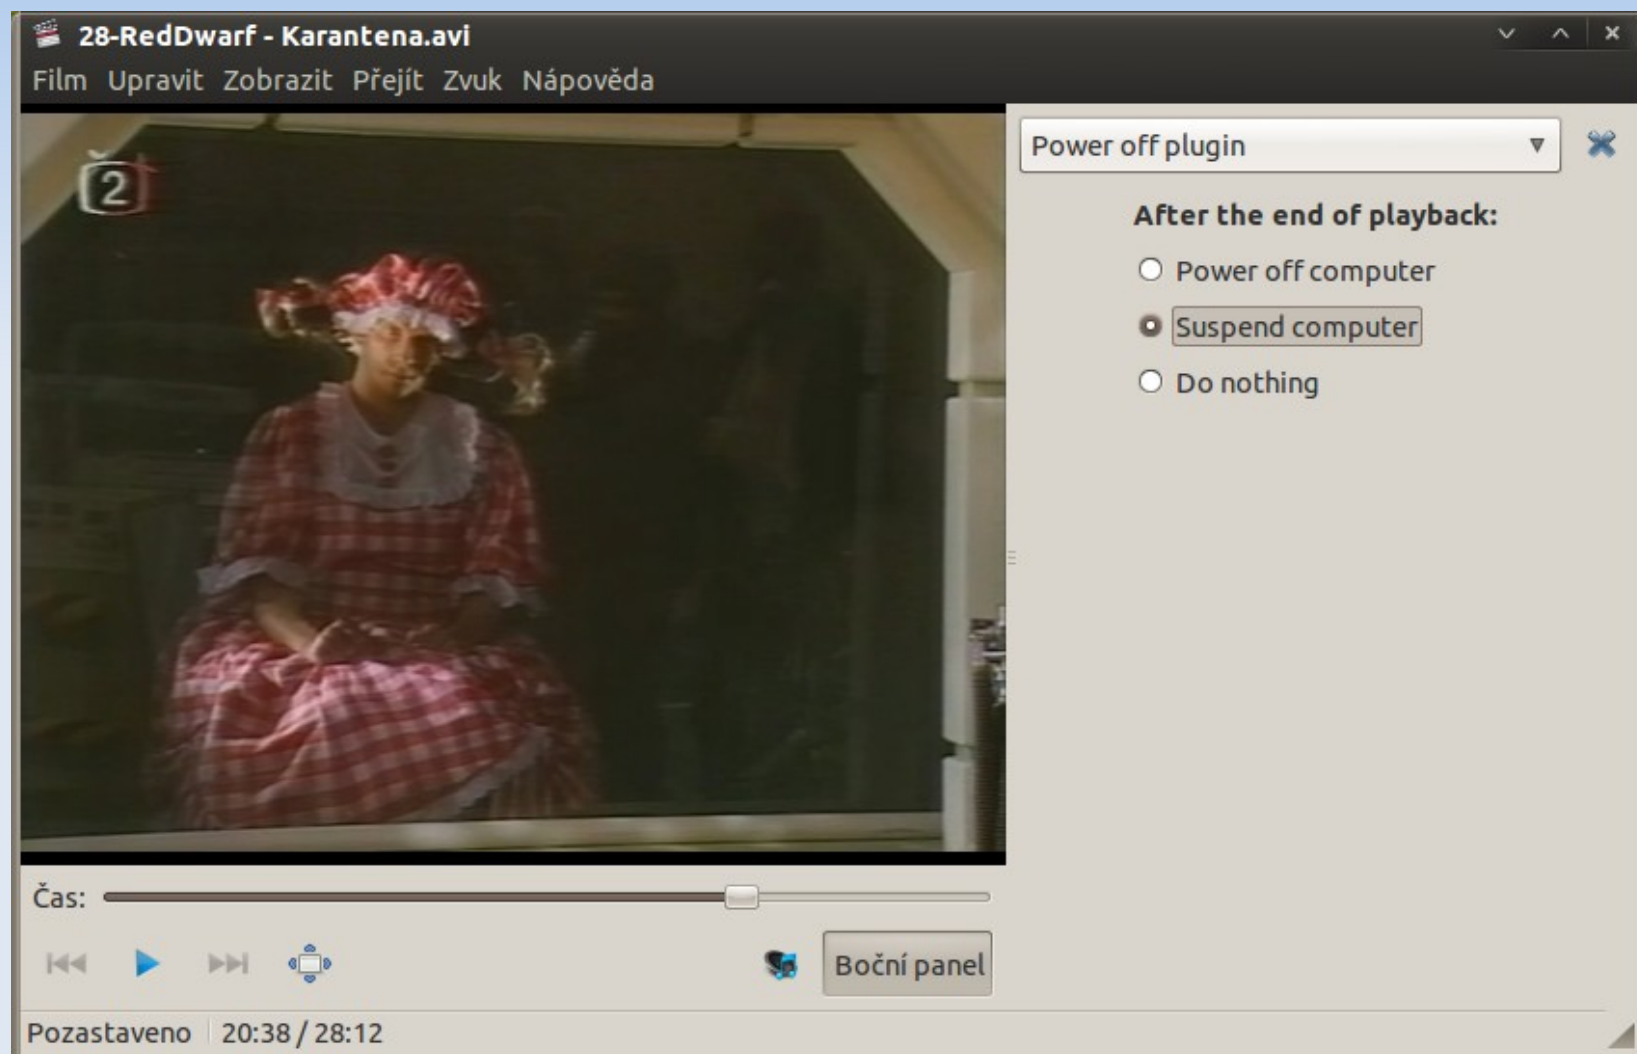 28-RedDwarf - Karantena.avi
Film Upravit Zobrazit Přejít Zvuk Nápověda
2
Power off plugin
After the end of playback:
Power off computer
Suspend computer
Do nothing
Čas:
Boční panel
Pozastaveno 20:38 / 28:12